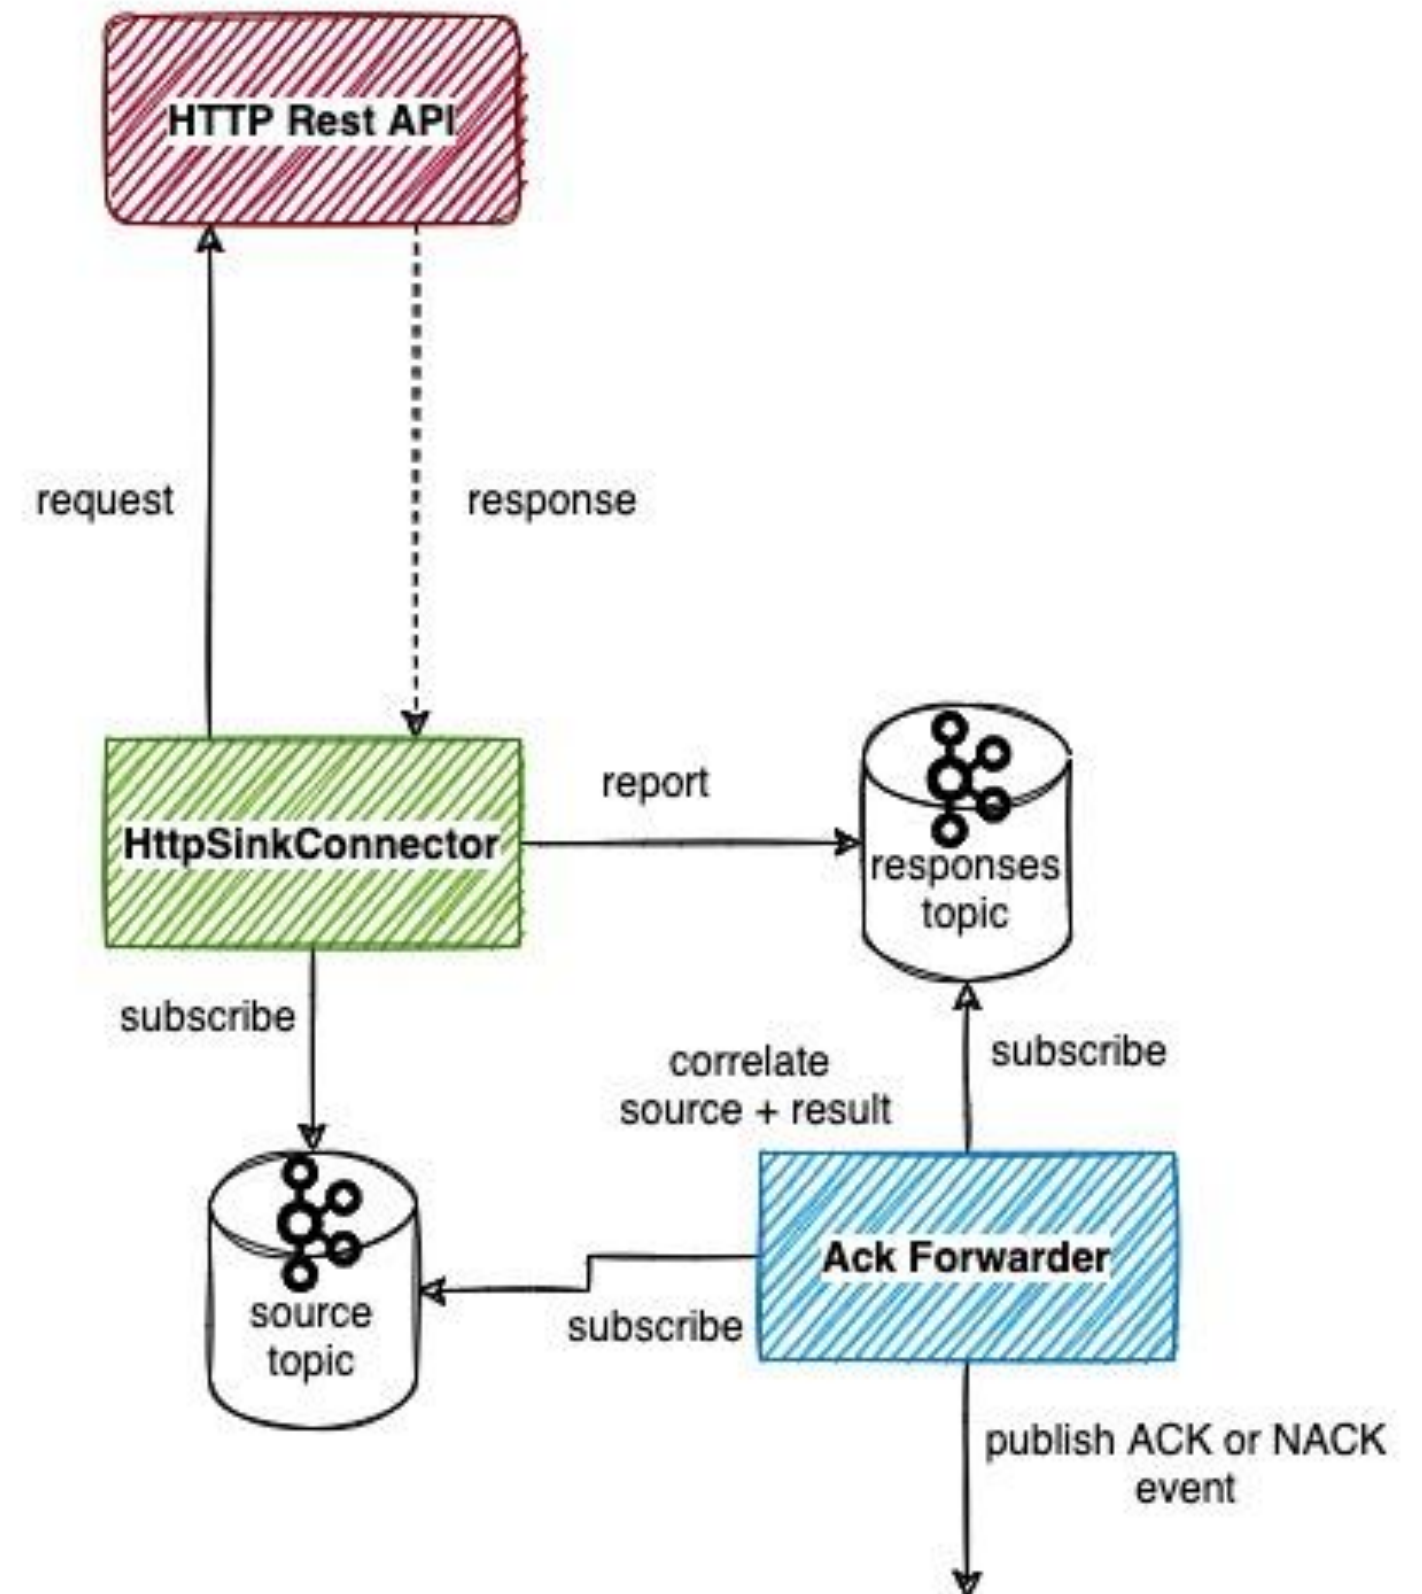 HTTP Rest API
request
response
HttpSinkConnector
report
responses
topic
subscribe
correlate
source + result
subscribe
Ack Forwarder
source
topic
subscribe
publish ACK or NACK
event